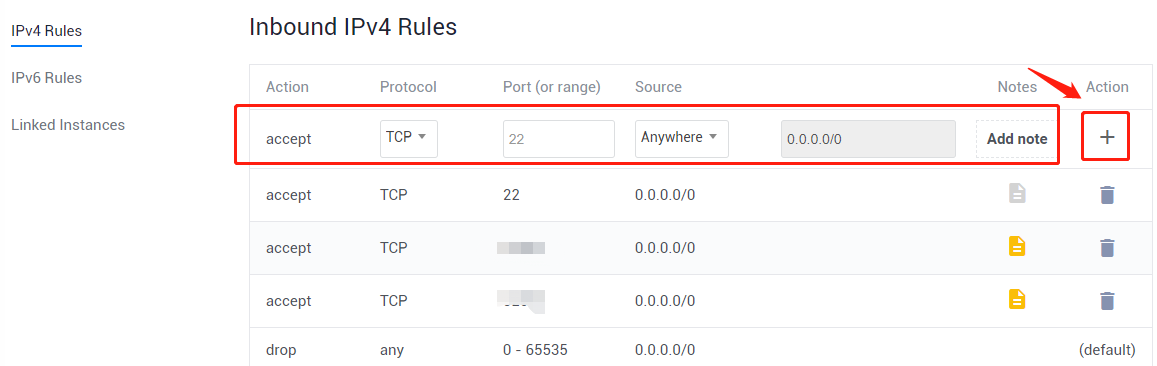 IPv4 Rules
IPv6 Rules
Linked Instances
Inbound IPv4 Rules
Action Protocol Port (or range) Source Notes Action
accept TCP 22 Anywhere 0.0.0.0/0 Add note +
accept TCP 22 0.0.0.0/0
accept TCP 0.0.0.0/0
accept TCP 0.0.0.0/0
drop any 0 - 65535 0.0.0.0/0 (default)